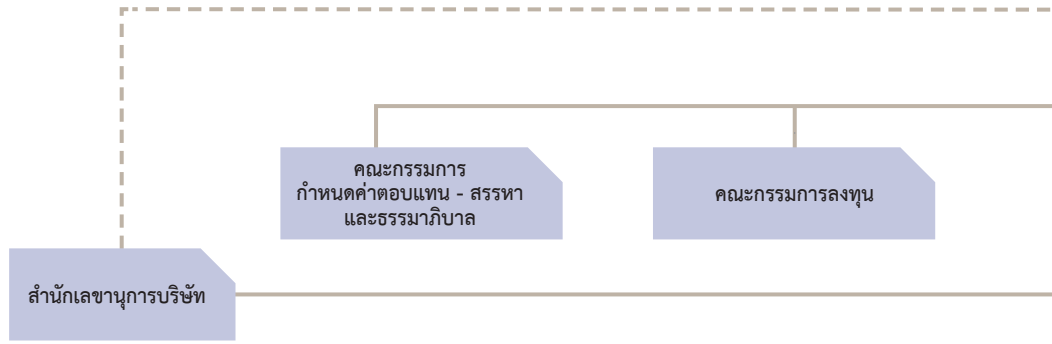 คณะกรรมการ
กำหนดค่าตอบแทน - สรรหา
และธรรมาภิบาล
คณะกรรมการลงทุน
สำนักเลขานุการบริษัท